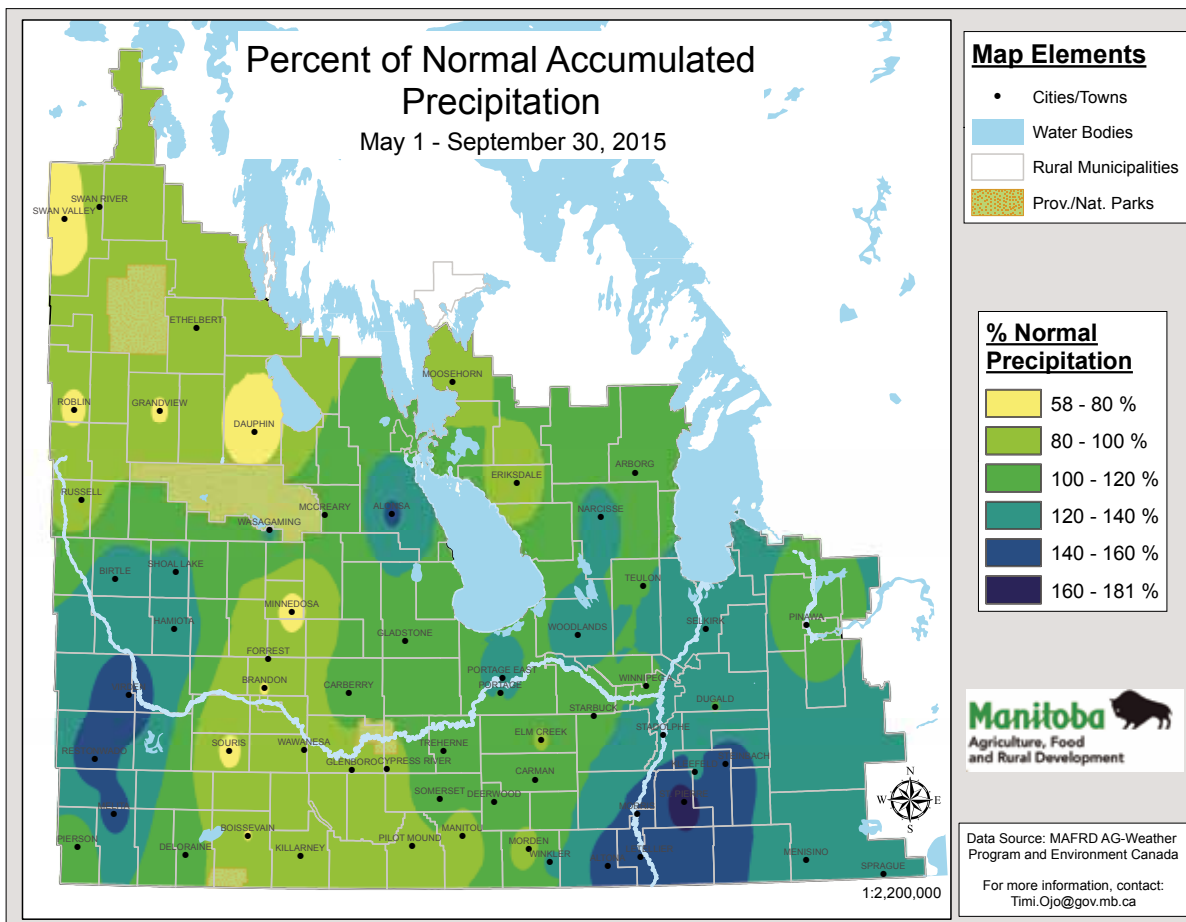 Percent of Normal Accumulated
Precipitation
May 1 - September 30, 2015
SWAN RIVER
SWAN VALLEY
ETHELBERT
MOOSEHORN
ROBLIN
GRANDVIEW
DAUPHIN
ERIKSDALE
ARBORG
RUSSELL
MCCREARY
NARCISSE
WASAGAMING
BIRTLE
SHOAL LAKE
TEULON
MINNEDOSA
PINAWA
HAMIOTA
GLADSTONE
WOODLANDS
SELKIRK
FORREST
PORTAGE EAST
BRANDON
CARBERRY
PORTAGE
WINNIPEG
STARBUCK
DUGALD
ELM CREEK
SOURIS
WAWANESA
TREHERNE
GLENBORO
CYPRESS RIVER
CARMAN
SOMERSET
DEERWOOD
BOISSEVAIN
MANITOU
PIERSON
DELORAINE
KILLARNEY
PILOT MOUND
MORDEN
WINKLER
MENISINO
SPRAGUE
1:2,200,000
N
W
E
S
Map Elements
Cities/Towns
Water Bodies
Rural Municipalities
Prov./Nat. Parks
% Normal
Precipitation
58 - 80 %
80 - 100 %
100 - 120 %
120 - 140 %
140 - 160 %
160 - 181 %
Manitoba
Agriculture, Food
and Rural Development
Data Source: MAFRD AG-Weather
Program and Environment Canada
For more information, contact:
Timi.Ojo@gov.mb.ca